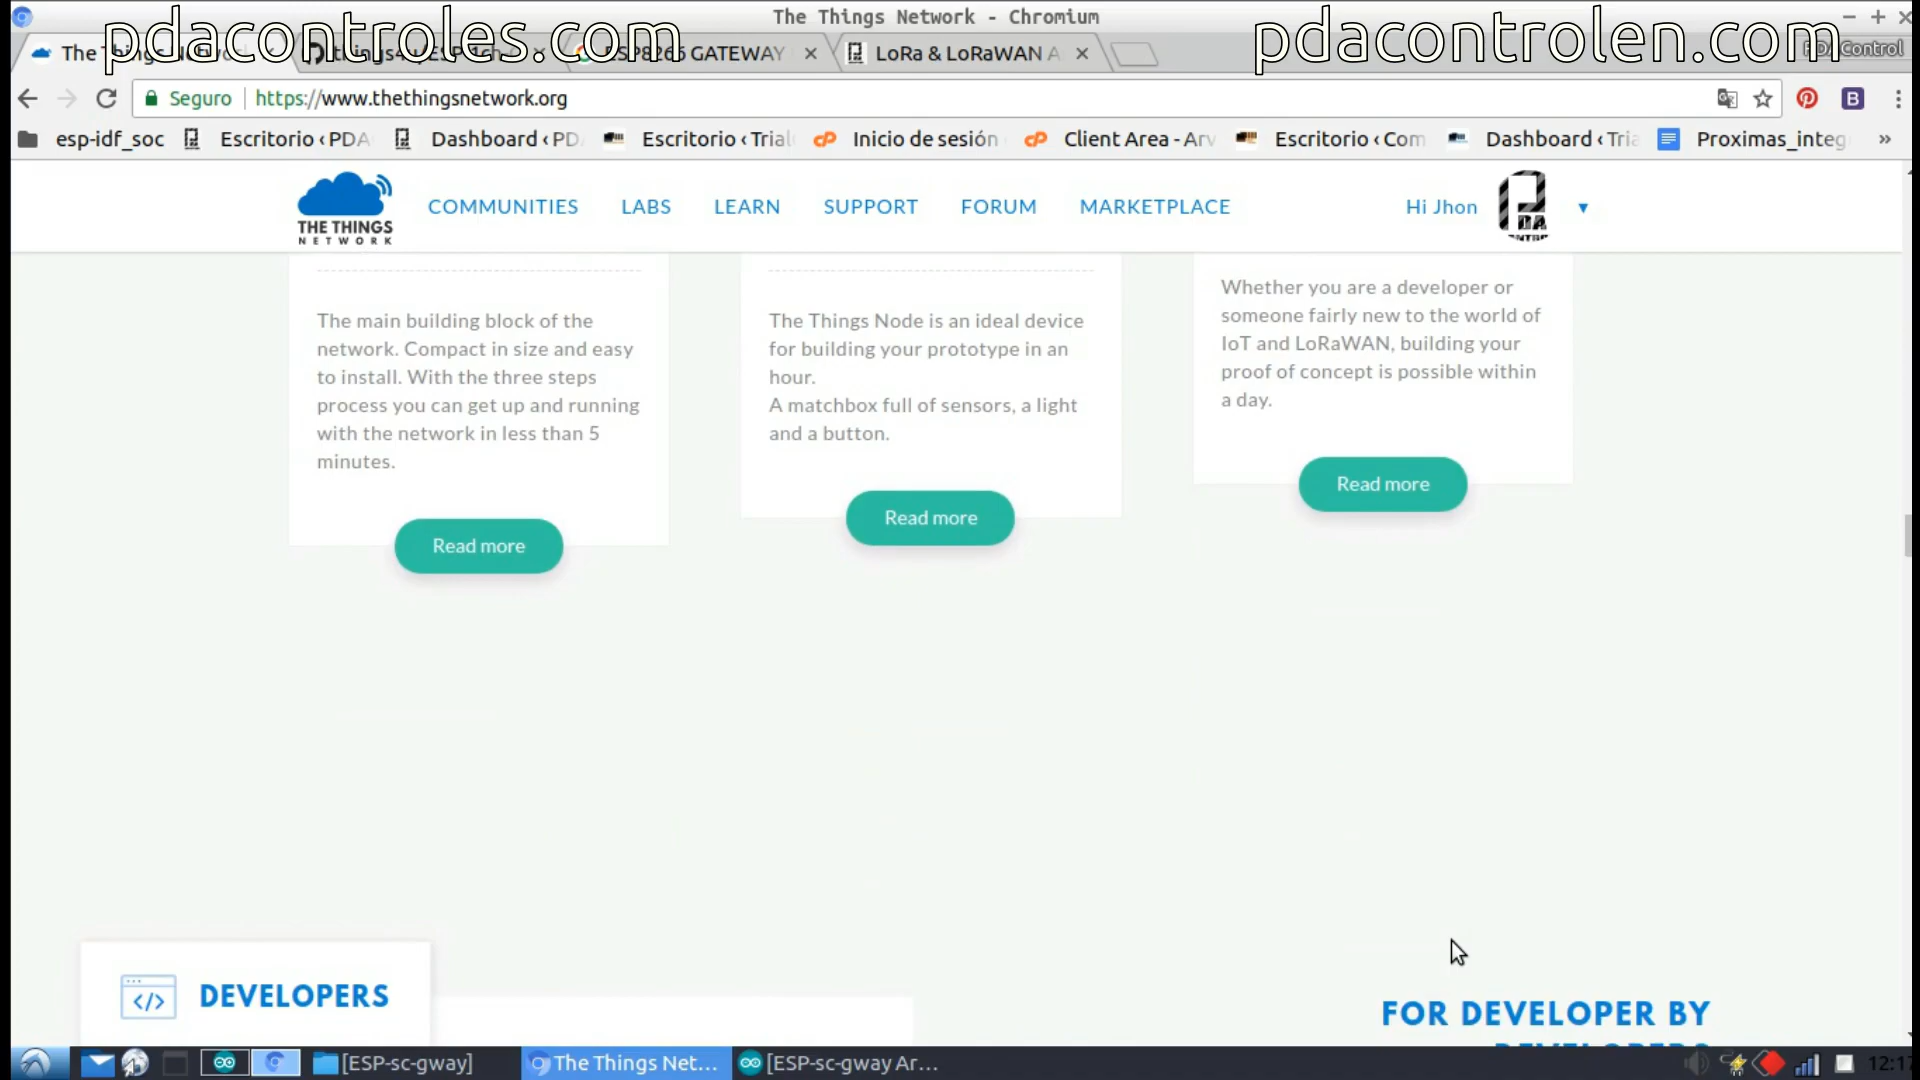 The Things Network - Chromium
pdacontroles.com
pdacontrolen.com
ESP8266 GATEWAY
LoRa & LoRaWAN A
PDAControl
Seguro
https://www.thethingsnetwork.org
esp-idf_soc
Escritorio ‹ PDA
Dashboard ‹ PD
Escritorio ‹ Trial
Inicio de sesión
Client Area - Arv
Escritorio ‹ Com
Dashboard ‹ Tria
Proximas_integ
»
THE THINGS
NETWORK
COMMUNITIES
LABS
LEARN
SUPPORT
FORUM
MARKETPLACE
Hi Jhon
The main building block of the
network. Compact in size and easy
to install. With the three steps
process you can get up and running
with the network in less than 5
minutes.
Read more
The Things Node is an ideal device
for building your prototype in an
hour.
A matchbox full of sensors, a light
and a button.
Read more
Whether you are a developer or
someone fairly new to the world of
IoT and LoRaWAN, building your
proof of concept is possible within
a day.
Read more
DEVELOPERS
FOR DEVELOPER BY
DEVELOPERS
[ESP-sc-gway]
The Things Net...
[ESP-sc-gway Ar...
12:17